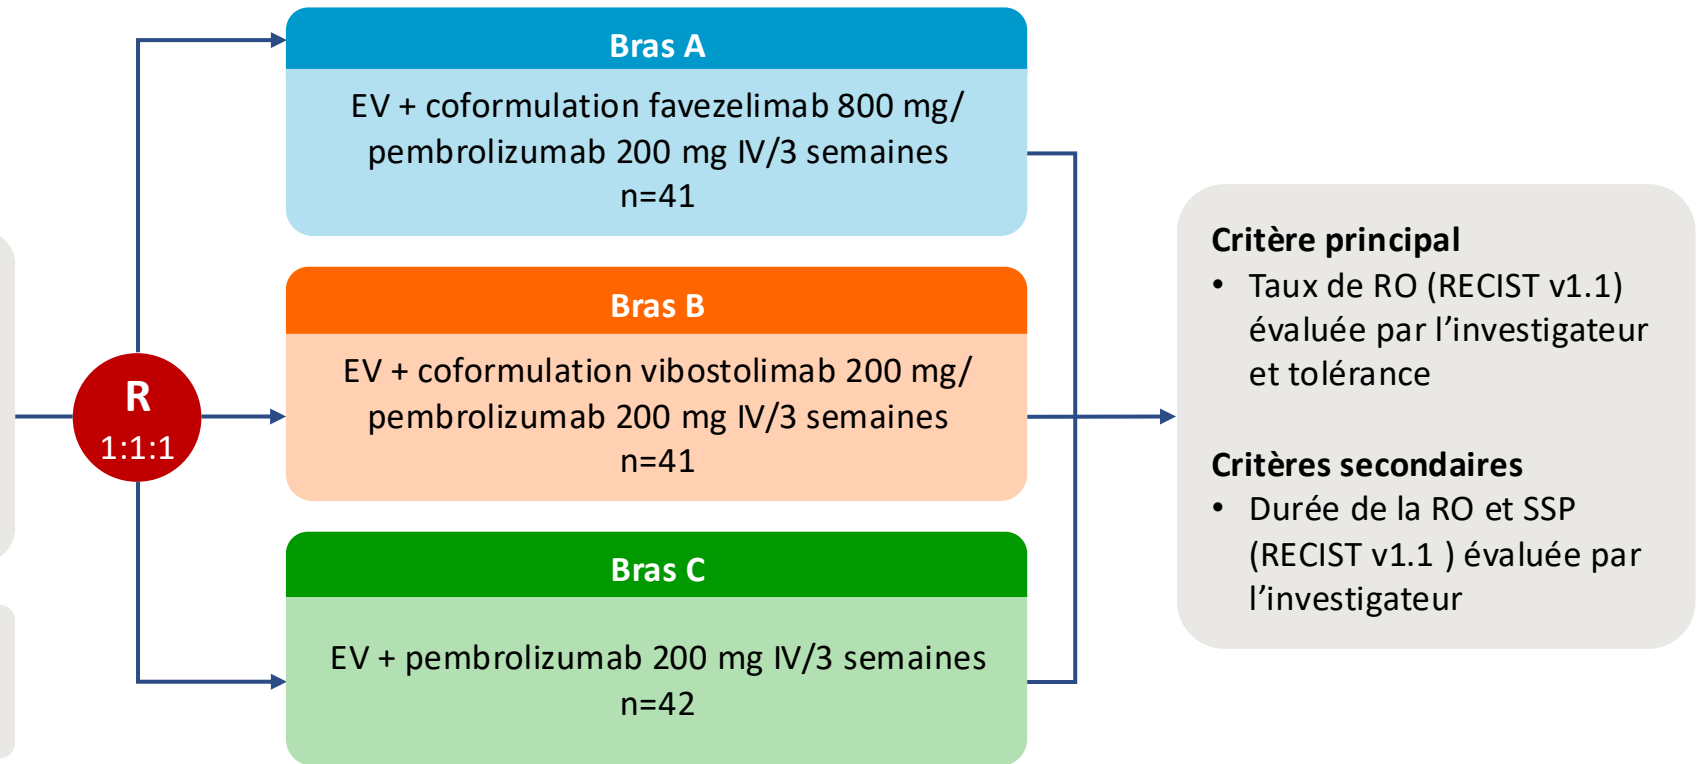 R
1:1:1
Bras A
EV + coformulation favezelimab 800 mg/
pembrolizumab 200 mg IV/3 semaines
n=41
Bras B
EV + coformulation vibostolimab 200 mg/
pembrolizumab 200 mg IV/3 semaines
n=41
Bras C
EV + pembrolizumab 200 mg IV/3 semaines
n=42
Critère principal
• Taux de RO (RECIST v1.1)
évaluée par l’investigateur
et tolérance
Critères secondaires
• Durée de la RO et SSP
(RECIST v1.1 ) évaluée par
l’investigateur